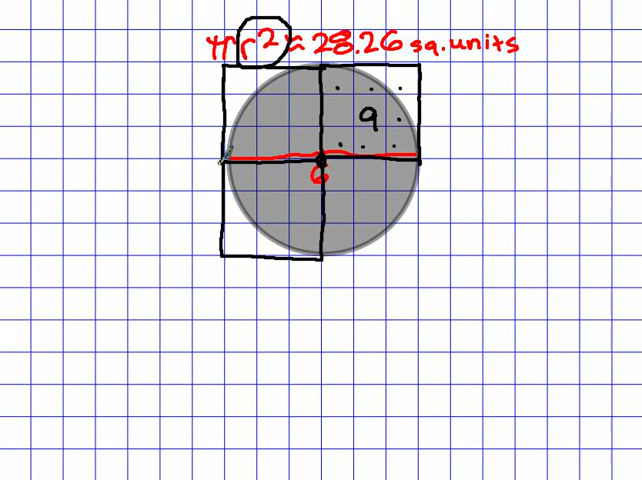 πr² ≈ 28.26 sq. units
9
6